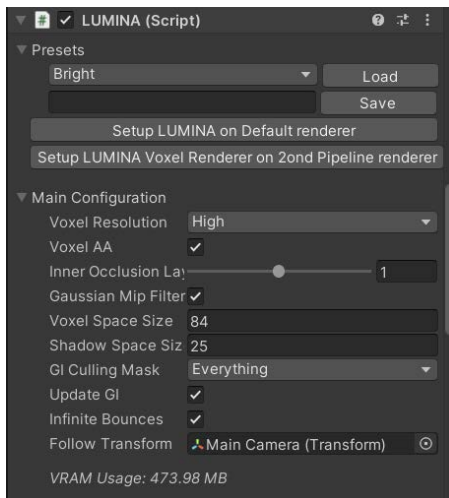 LUMINA (Script)
Presets
Bright Load
Save
Setup LUMINA on Default renderer
Setup LUMINA Voxel Renderer on 2ond Pipeline renderer
Main Configuration
Voxel Resolution High
Voxel AA
Inner Occlusion Lay 1
Gaussian Mip Filter
Voxel Space Size 84
Shadow Space Siz 25
GI Culling Mask Everything
Update GI
Infinite Bounces
Follow Transform Main Camera (Transform)
VRAM Usage: 473.98 MB